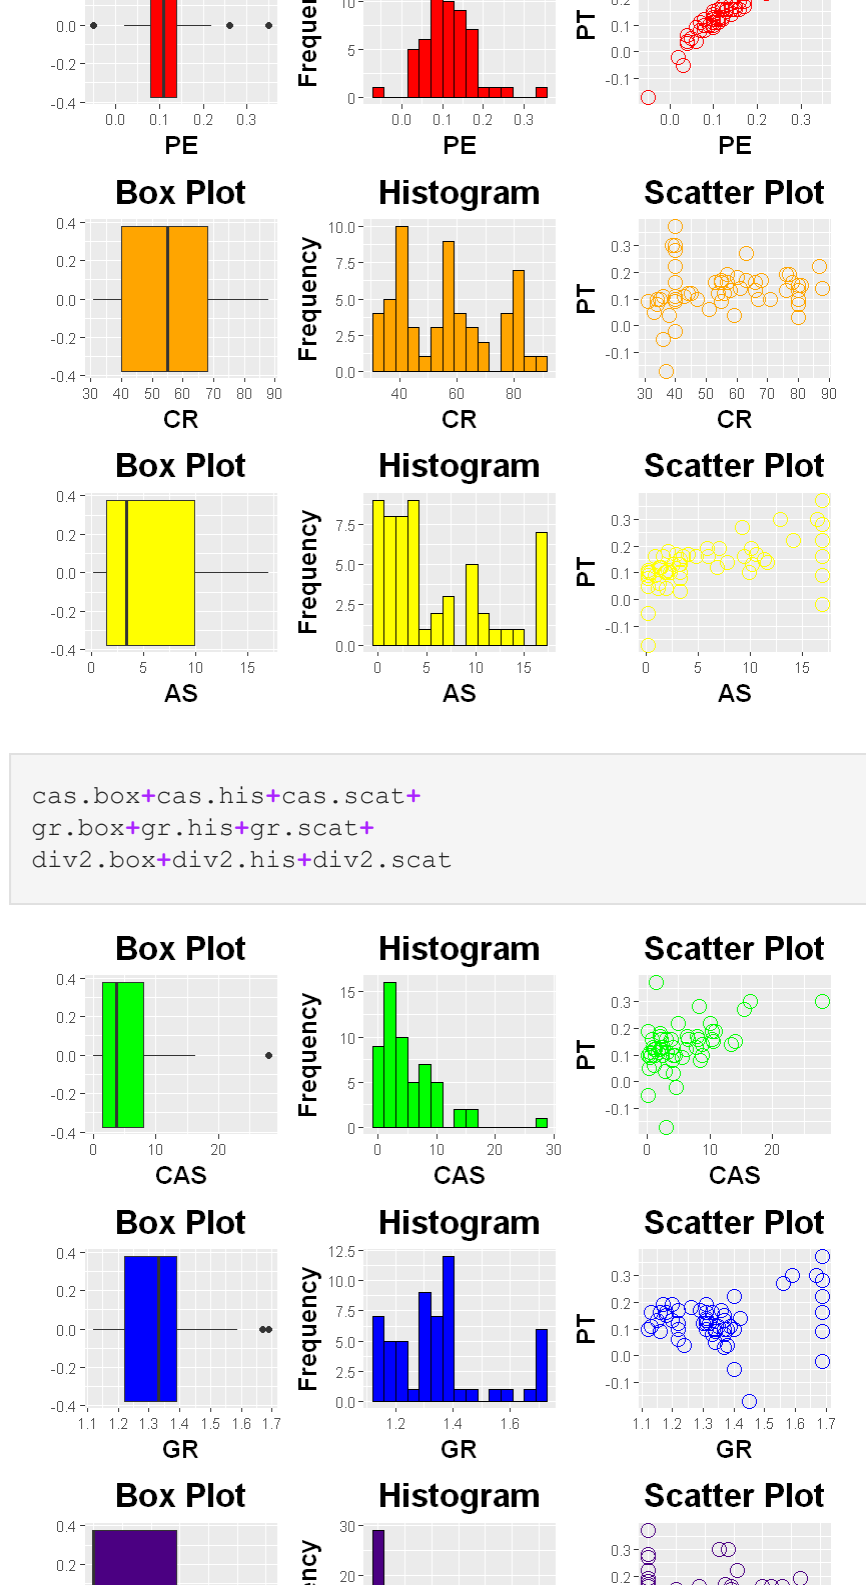 10
0.2
0.0
-0.2
-0.4
0
0.0
-0.1
PT
0.0 0.1 0.2 0.3
0.0 0.1 0.2 0.3
0.0 0.1 0.2 0.3
PE PE PE
Box Plot Histogram Scatter Plot
0.4
0.2
0.0
-0.2
-0.4
30 40 50 60 70 80 90
CR
Frequency
10.0
7.5
5.0
2.5
0.0
40 60 80
CR
PT
0.3
0.2
0.1
0.0
-0.1
30 40 50 60 70 80 90
CR
Box Plot Histogram Scatter Plot
0.4
0.2
0.0
-0.2
-0.4
0 5 10 15
AS
Frequency
7.5
5.0
2.5
0.0
0 5 10 15
AS
PT
0.3
0.2
0.1
0.0
-0.1
0 5 10 15
AS
cas.box+cas.his+cas.scat+
gr.box+gr.his+gr.scat+
div2.box+div2.his+div2.scat
Box Plot Histogram Scatter Plot
0.4
0.2
0.0
-0.2
-0.4
0 10 20
CAS
Frequency
15
10
5
0
0 10 20 30
CAS
PT
0.3
0.2
0.1
0.0
-0.1
0 10 20
CAS
Box Plot Histogram Scatter Plot
0.4
0.2
0.0
-0.2
-0.4
1.1 1.2 1.3 1.4 1.5 1.6 1.7
GR
Frequency
12.5
10.0
7.5
5.0
2.5
0.0
1.2 1.4 1.6
GR
PT
0.3
0.2
0.1
0.0
-0.1
1.1 1.2 1.3 1.4 1.5 1.6 1.7
GR
Box Plot Histogram Scatter Plot
0.4
0.2
30
20
0.3
0.2